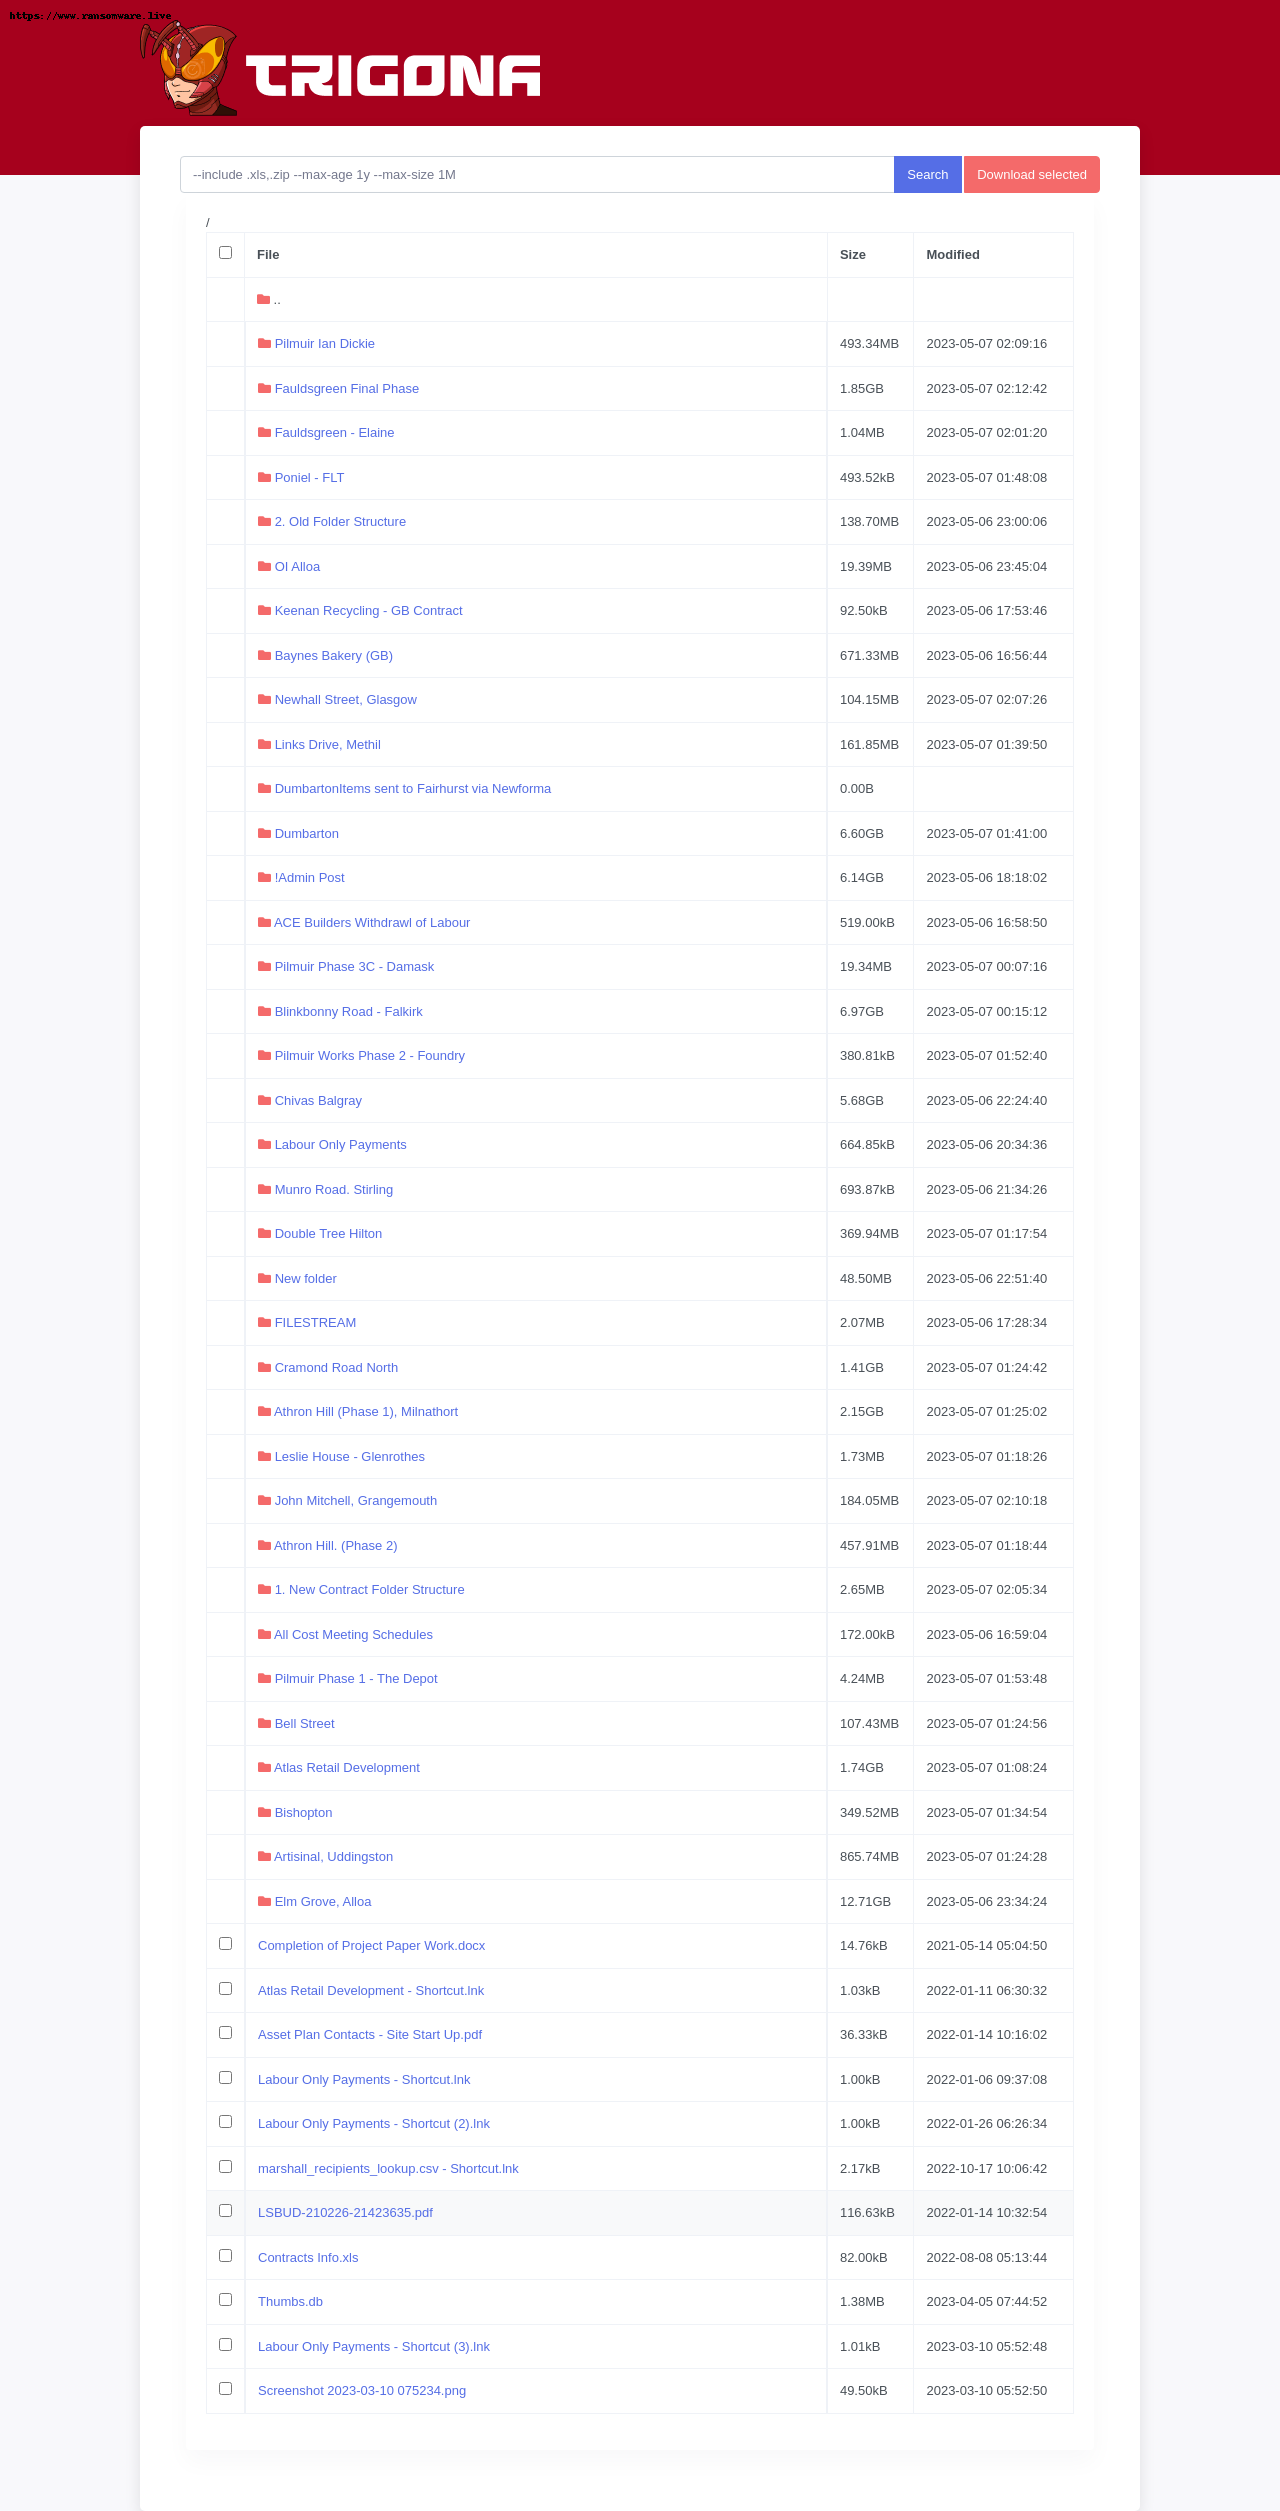 https://www.ransomware.live
TRIGONA
--include .xls,.zip --max-age 1y --max-size 1M Search Download selected
/
File Size Modified
..
Pilmuir Ian Dickie 493.34MB 2023-05-07 02:09:16
Fauldsgreen Final Phase 1.85GB 2023-05-07 02:12:42
Fauldsgreen - Elaine 1.04MB 2023-05-07 02:01:20
Poniel - FLT 493.52kB 2023-05-07 01:48:08
2. Old Folder Structure 138.70MB 2023-05-06 23:00:06
OI Alloa 19.39MB 2023-05-06 23:45:04
Keenan Recycling - GB Contract 92.50kB 2023-05-06 17:53:46
Baynes Bakery (GB) 671.33MB 2023-05-06 16:56:44
Newhall Street, Glasgow 104.15MB 2023-05-07 02:07:26
Links Drive, Methil 161.85MB 2023-05-07 01:39:50
DumbartonItems sent to Fairhurst via Newforma 0.00B
Dumbarton 6.60GB 2023-05-07 01:41:00
!Admin Post 6.14GB 2023-05-06 18:18:02
ACE Builders Withdrawl of Labour 519.00kB 2023-05-06 16:58:50
Pilmuir Phase 3C - Damask 19.34MB 2023-05-07 00:07:16
Blinkbonny Road - Falkirk 6.97GB 2023-05-07 00:15:12
Pilmuir Works Phase 2 - Foundry 380.81kB 2023-05-07 01:52:40
Chivas Balgray 5.68GB 2023-05-06 22:24:40
Labour Only Payments 664.85kB 2023-05-06 20:34:36
Munro Road. Stirling 693.87kB 2023-05-06 21:34:26
Double Tree Hilton 369.94MB 2023-05-07 01:17:54
New folder 48.50MB 2023-05-06 22:51:40
FILESTREAM 2.07MB 2023-05-06 17:28:34
Cramond Road North 1.41GB 2023-05-07 01:24:42
Athron Hill (Phase 1), Milnathort 2.15GB 2023-05-07 01:25:02
Leslie House - Glenrothes 1.73MB 2023-05-07 01:18:26
John Mitchell, Grangemouth 184.05MB 2023-05-07 02:10:18
Athron Hill. (Phase 2) 457.91MB 2023-05-07 01:18:44
1. New Contract Folder Structure 2.65MB 2023-05-07 02:05:34
All Cost Meeting Schedules 172.00kB 2023-05-06 16:59:04
Pilmuir Phase 1 - The Depot 4.24MB 2023-05-07 01:53:48
Bell Street 107.43MB 2023-05-07 01:24:56
Atlas Retail Development 1.74GB 2023-05-07 01:08:24
Bishopton 349.52MB 2023-05-07 01:34:54
Artisinal, Uddingston 865.74MB 2023-05-07 01:24:28
Elm Grove, Alloa 12.71GB 2023-05-06 23:34:24
Completion of Project Paper Work.docx 14.76kB 2021-05-14 05:04:50
Atlas Retail Development - Shortcut.lnk 1.03kB 2022-01-11 06:30:32
Asset Plan Contacts - Site Start Up.pdf 36.33kB 2022-01-14 10:16:02
Labour Only Payments - Shortcut.lnk 1.00kB 2022-01-06 09:37:08
Labour Only Payments - Shortcut (2).lnk 1.00kB 2022-01-26 06:26:34
marshall_recipients_lookup.csv - Shortcut.lnk 2.17kB 2022-10-17 10:06:42
LSBUD-210226-21423635.pdf 116.63kB 2022-01-14 10:32:54
Contracts Info.xls 82.00kB 2022-08-08 05:13:44
Thumbs.db 1.38MB 2023-04-05 07:44:52
Labour Only Payments - Shortcut (3).lnk 1.01kB 2023-03-10 05:52:48
Screenshot 2023-03-10 075234.png 49.50kB 2023-03-10 05:52:50